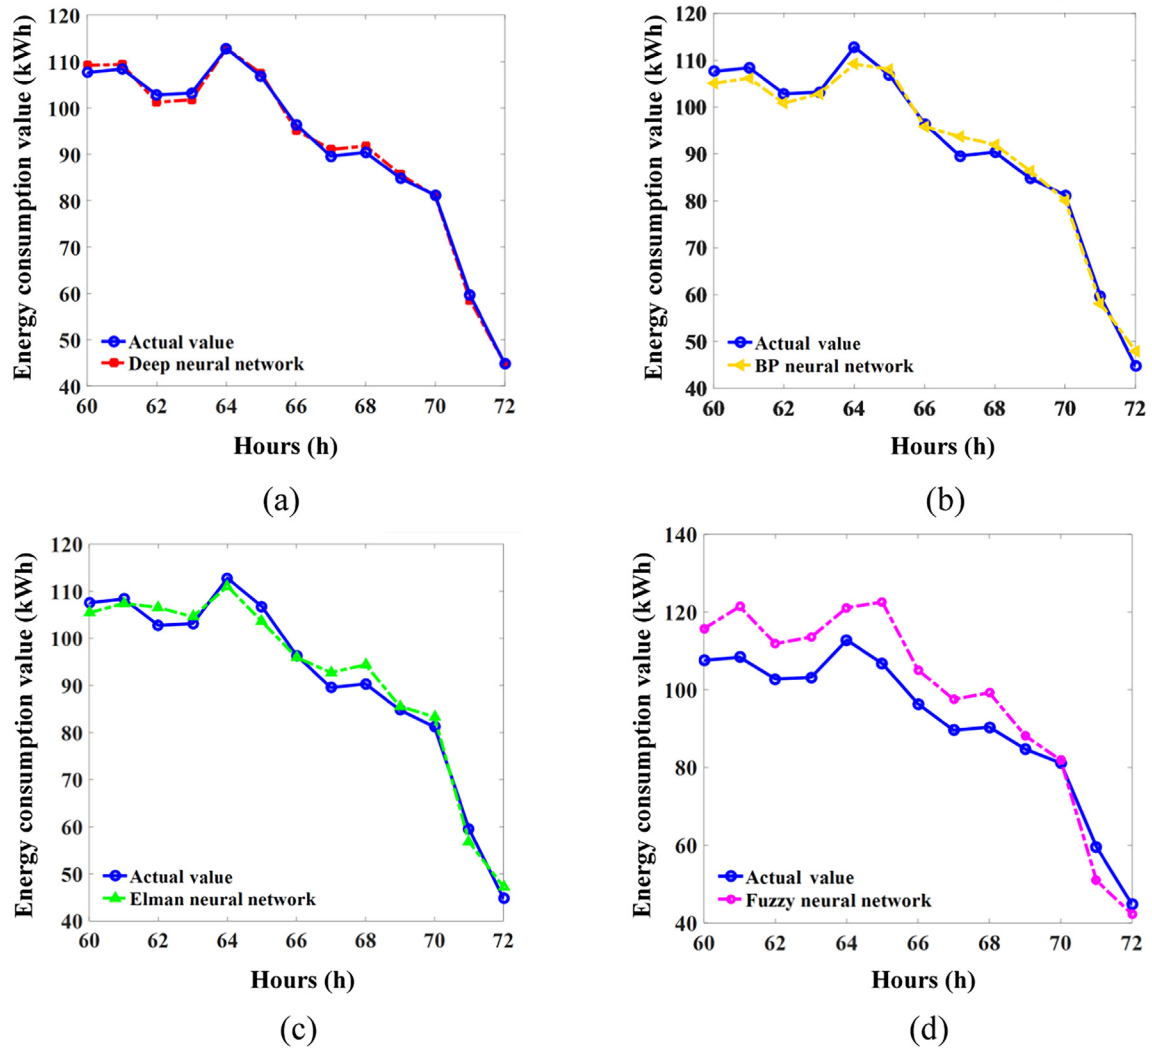 120
110
100
90
80
70
60
50
40
Energy consumption value (kWh)
Actual value
Deep neural network
60 62 64 66 68 70 72
Hours (h)
(a)
120
110
100
90
80
70
60
50
40
Energy consumption value (kWh)
Actual value
BP neural network
60 62 64 66 68 70 72
Hours (h)
(b)
120
110
100
90
80
70
60
50
40
Energy consumption value (kWh)
Actual value
Elman neural network
60 62 64 66 68 70 72
Hours (h)
(c)
140
120
100
80
60
40
Energy consumption value (kWh)
Actual value
Fuzzy neural network
60 62 64 66 68 70 72
Hours (h)
(d)